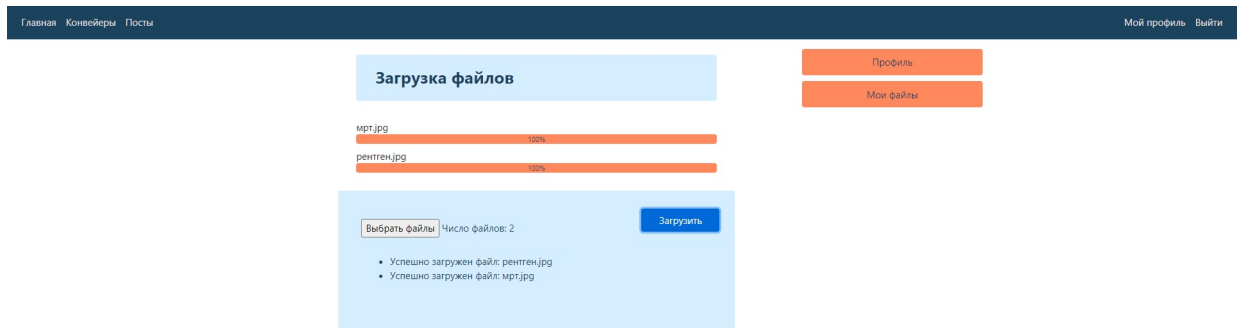 Главная Конвейеры Посты Мой профиль Выйти
Загрузка файлов
Профиль
Мои файлы
мрт.jpg
100%
рентген.jpg
100%
Выбрать файлы Число файлов: 2
Загрузить
Успешно загружен файл: рентген.jpg
Успешно загружен файл: мрт.jpg